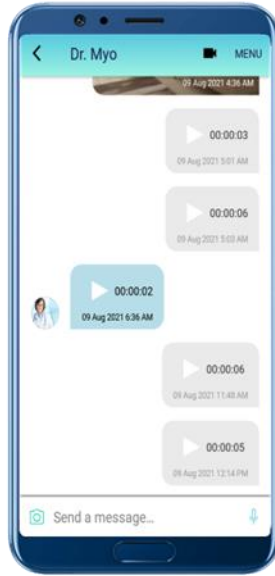 Dr. Myo
MENU
09 Aug 2021 4:36 AM
00:00:03
09 Aug 2021 5:01 AM
00:00:06
09 Aug 2021 5:03 AM
00:00:02
09 Aug 2021 6:36 AM
00:00:06
09 Aug 2021 11:48 AM
00:00:05
09 Aug 2021 12:14 PM
Send a message...